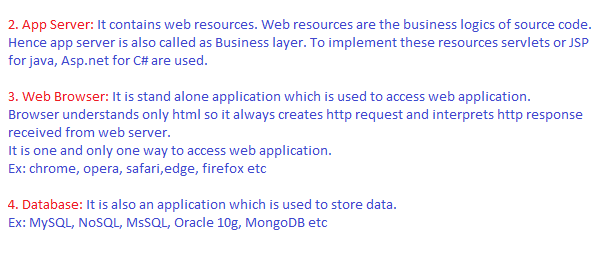 2. App Server: It contains web resources. Web resources are the business logics of source code.
Hence app server is also called as Business layer. To implement these resources servlets or JSP
for java, Asp.net for C# are used.
3. Web Browser: It is stand alone application which is used to access web application.
Browser understands only html so it always creates http request and interprets http response
received from web server.
It is one and only one way to access web application.
Ex: chrome, opera, safari,edge, firefox etc
4. Database: It is also an application which is used to store data.
Ex: MySQL, NoSQL, MsSQL, Oracle 10g, MongoDB etc